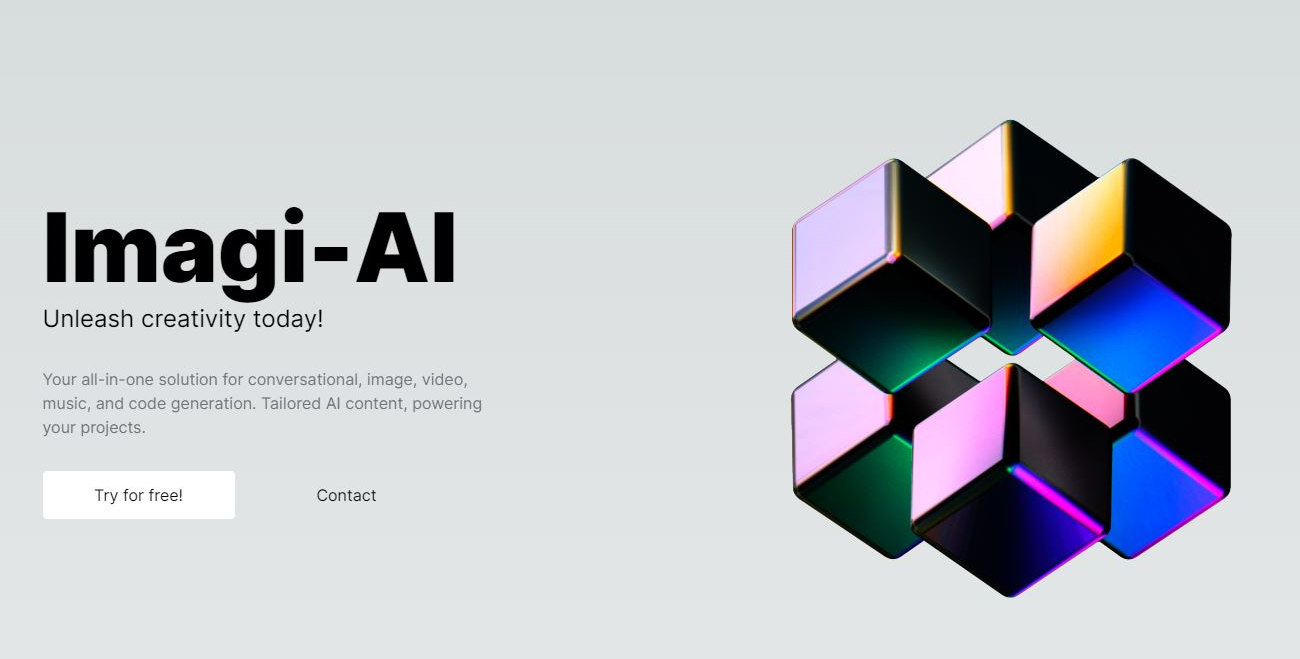 Imagi-AI
Unleash creativity today!
Your all-in-one solution for conversational, image, video,
music, and code generation. Tailored AI content, powering
your projects.
Try for free!
Contact